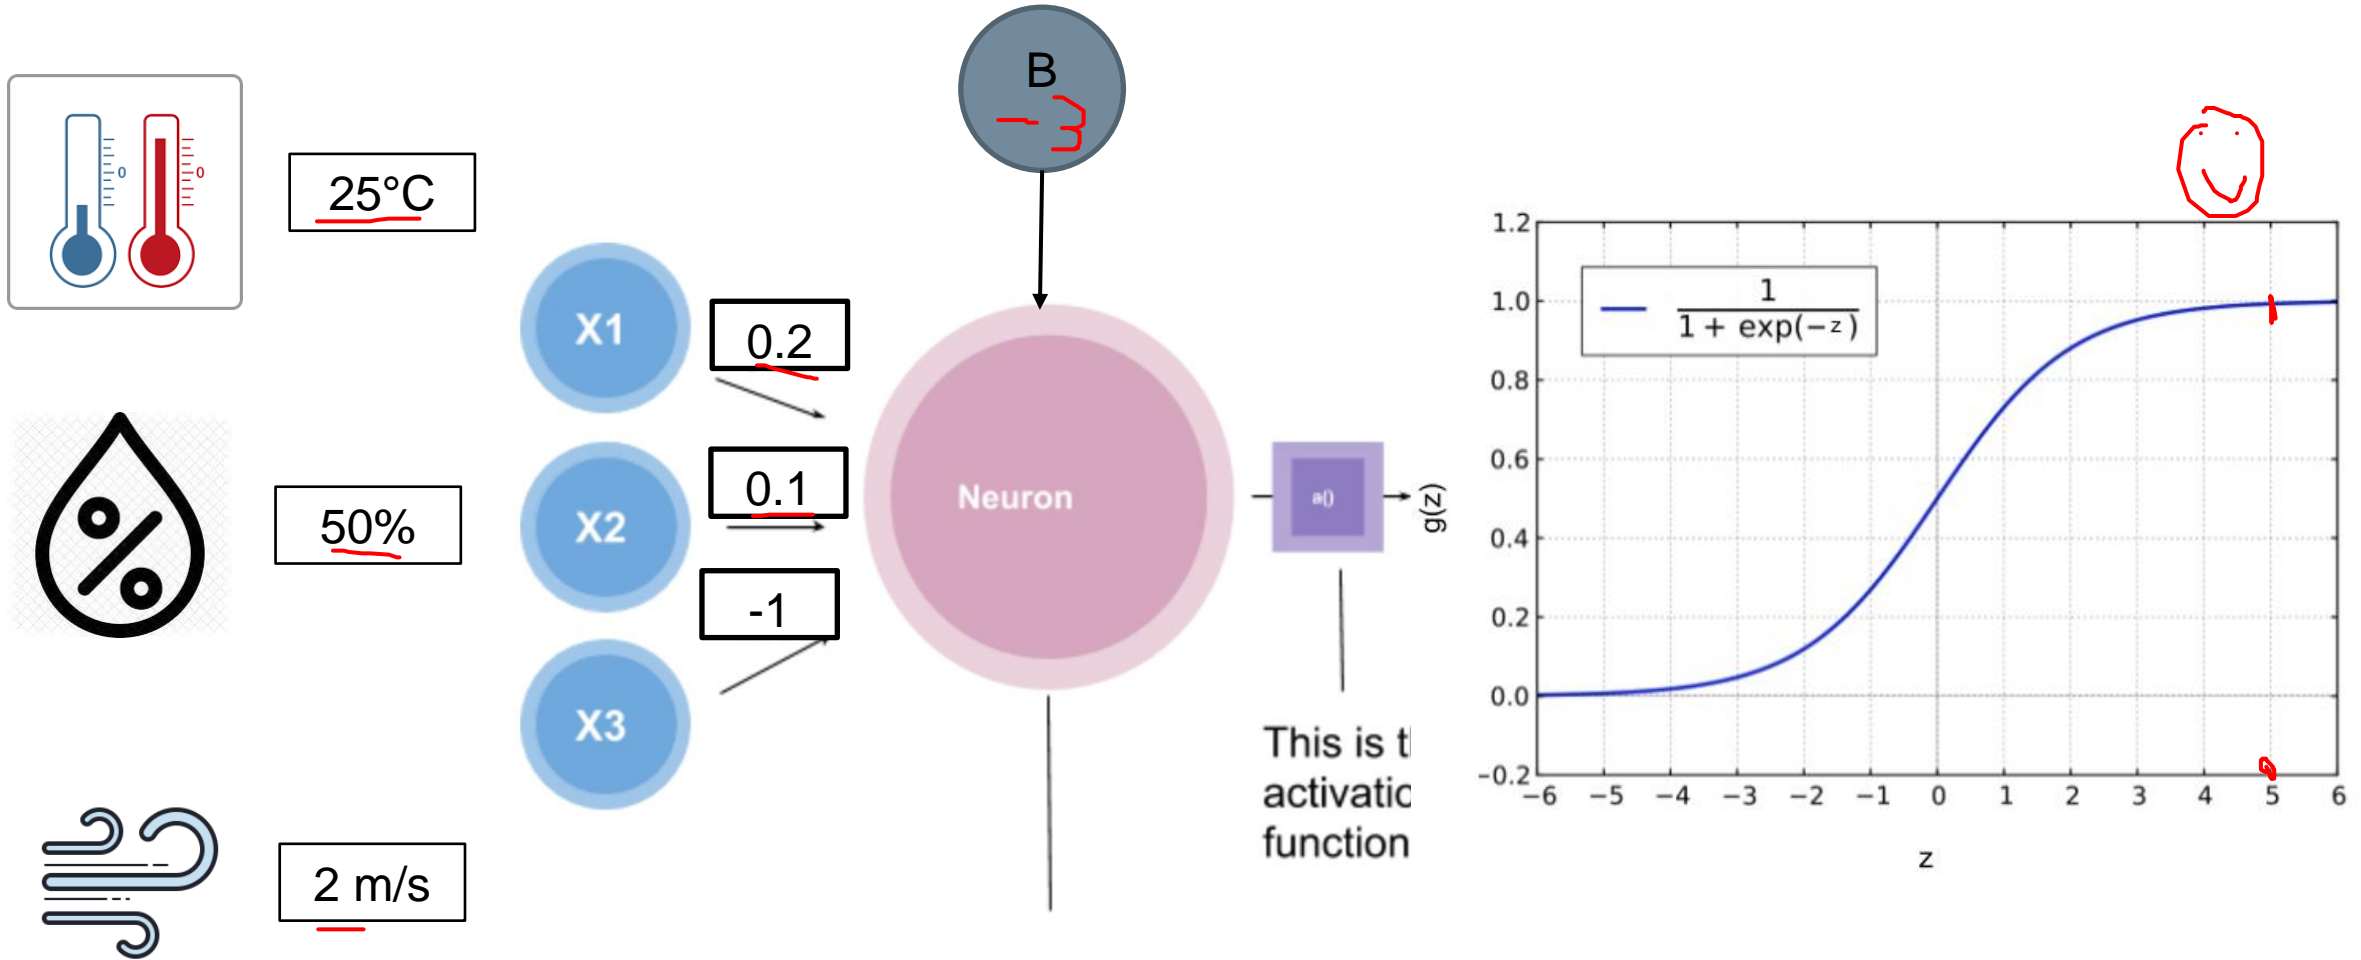 B
-3
0
0
25°C
X1
0.2
50%
X2
0.1
-1
X3
2 m/s
Neuron
a()
This is t
activatic
function
g(z)
1.2
1.0
0.8
0.6
0.4
0.2
0.0
−0.2
1
1 + exp(−z)
−6 −5 −4 −3 −2 −1 0 1 2 3 4 5 6
z